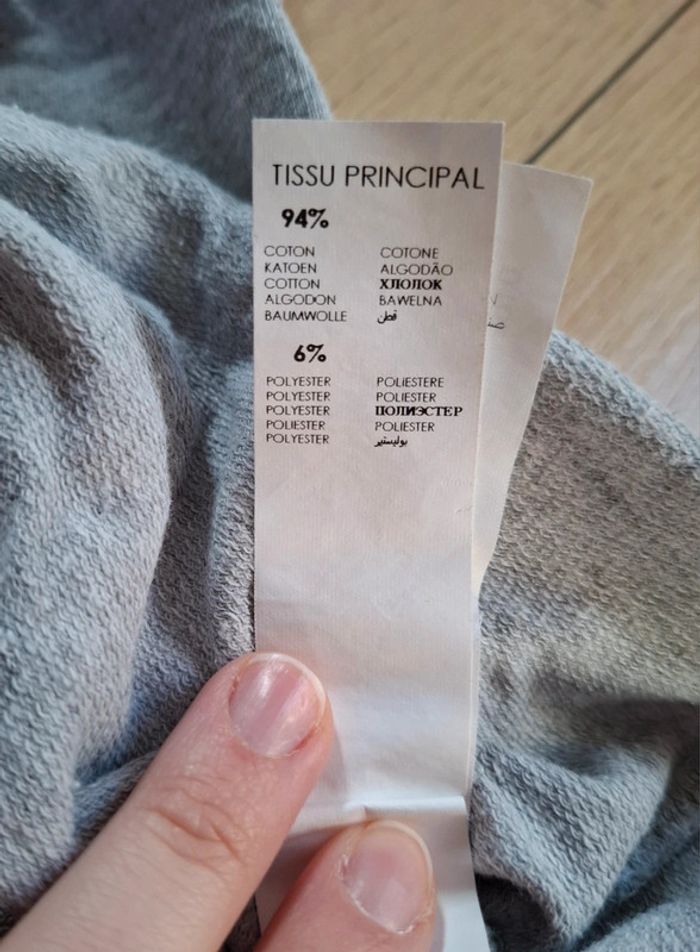 TISSU PRINCIPAL
94%
COTON COTONE
KATOEN ALGODÃO
COTTON ХЛОПОК
ALGODON BAWELNA
BAUMWOLLE قطن
6%
POLYESTER POLIESTERE
POLYESTER POLIESTER
POLYESTER ПОЛИЭСТЕР
POLIESTER POLIESTER
POLYESTER بوليستير